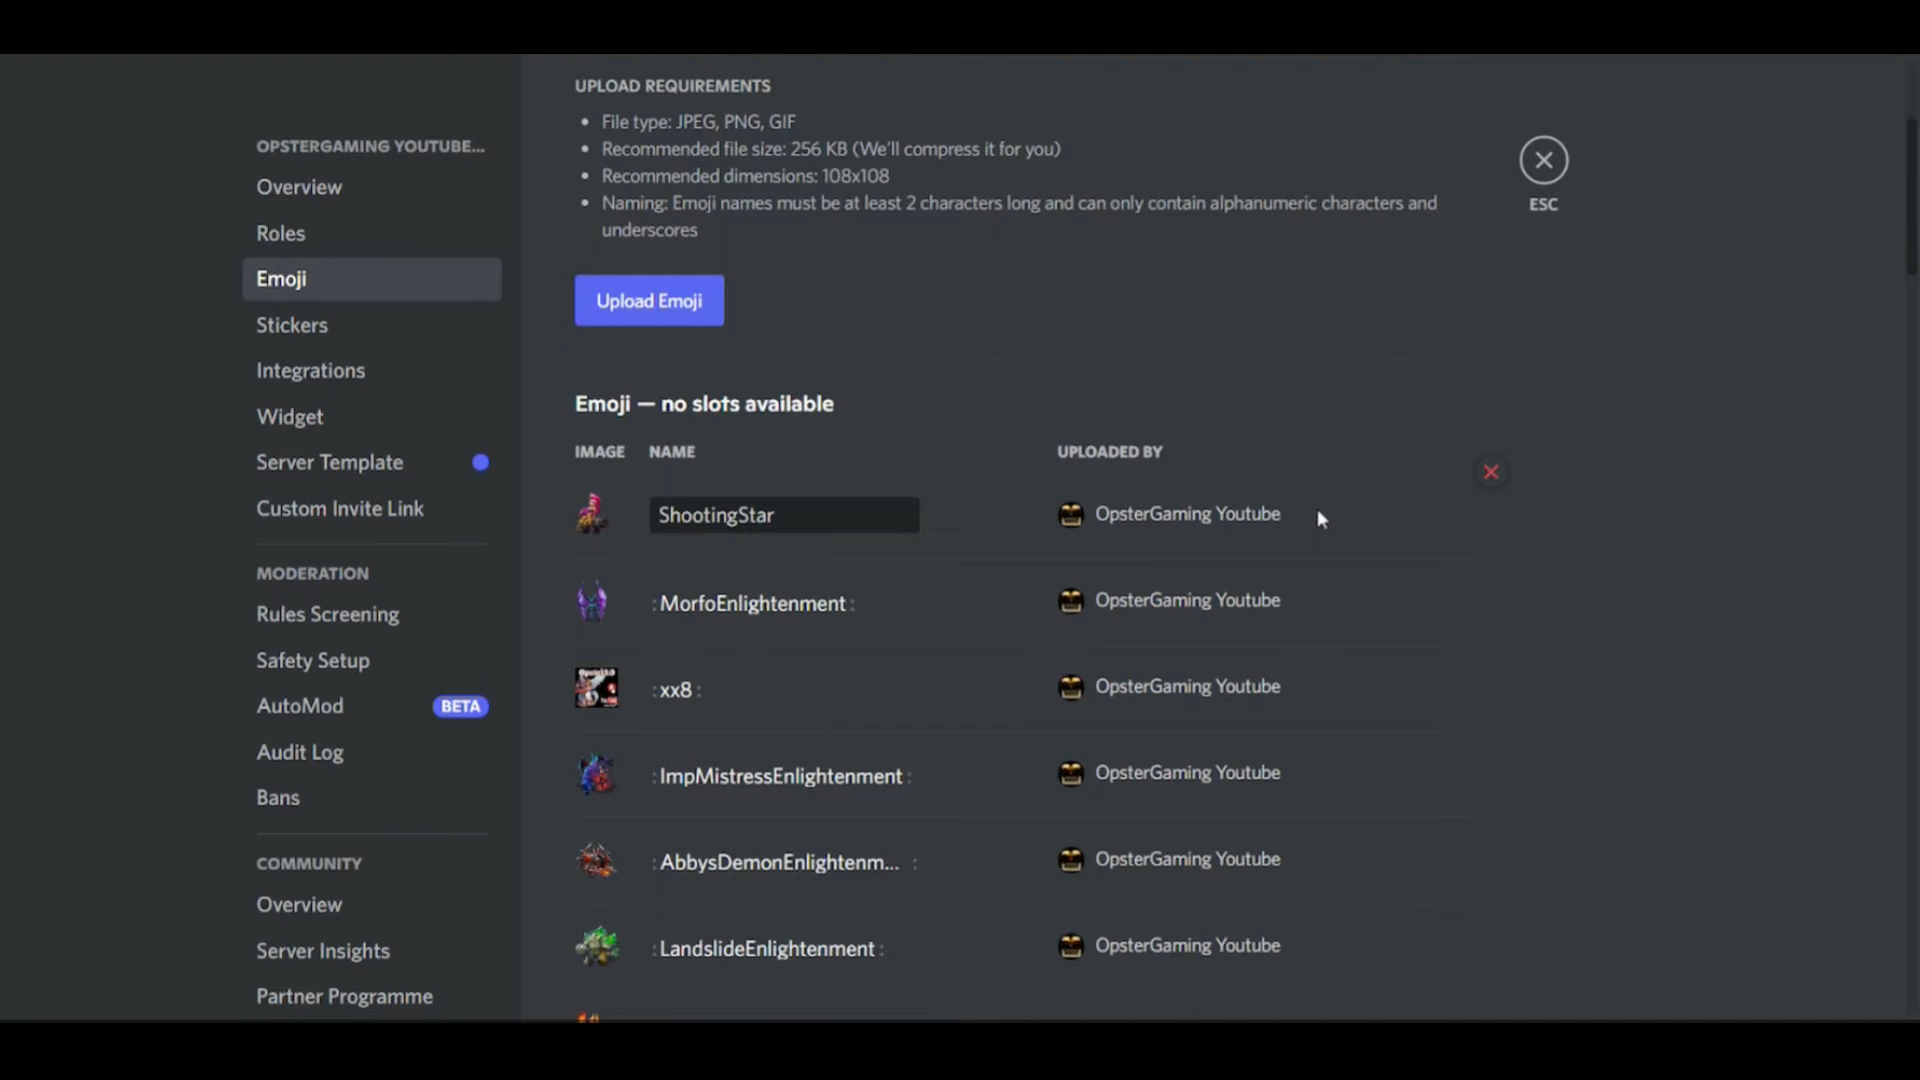 OPSTERGAMING YOUTUBE...
Overview
Roles
Emoji
Stickers
Integrations
Widget
Server Template
Custom Invite Link
MODERATION
Rules Screening
Safety Setup
AutoMod BETA
Audit Log
Bans
COMMUNITY
Overview
Server Insights
Partner Programme
UPLOAD REQUIREMENTS
• File type: JPEG, PNG, GIF
• Recommended file size: 256 KB (We'll compress it for you)
• Recommended dimensions: 108x108
• Naming: Emoji names must be at least 2 characters long and can only contain alphanumeric characters and
underscores
Upload Emoji
Emoji — no slots available
IMAGE NAME UPLOADED BY
ShootingStar OpsterGaming Youtube
:MorfoEnlightenment: OpsterGaming Youtube
:xx8: OpsterGaming Youtube
:ImpMistressEnlightenment: OpsterGaming Youtube
:AbbysDemonEnlightenm... : OpsterGaming Youtube
:LandslideEnlightenment: OpsterGaming Youtube
ESC